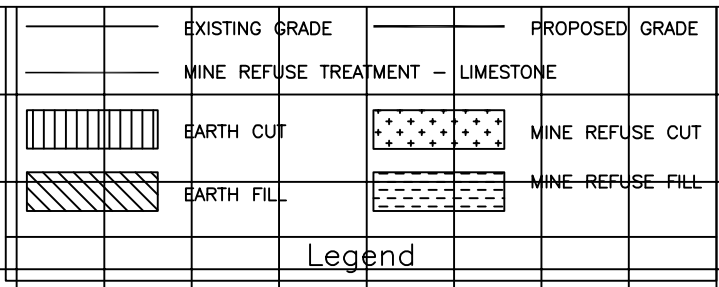 EXISTING GRADE PROPOSED GRADE
MINE REFUSE TREATMENT – LIMESTONE
EARTH CUT MINE REFUSE CUT
EARTH FILL MINE REFUSE FILL
Legend